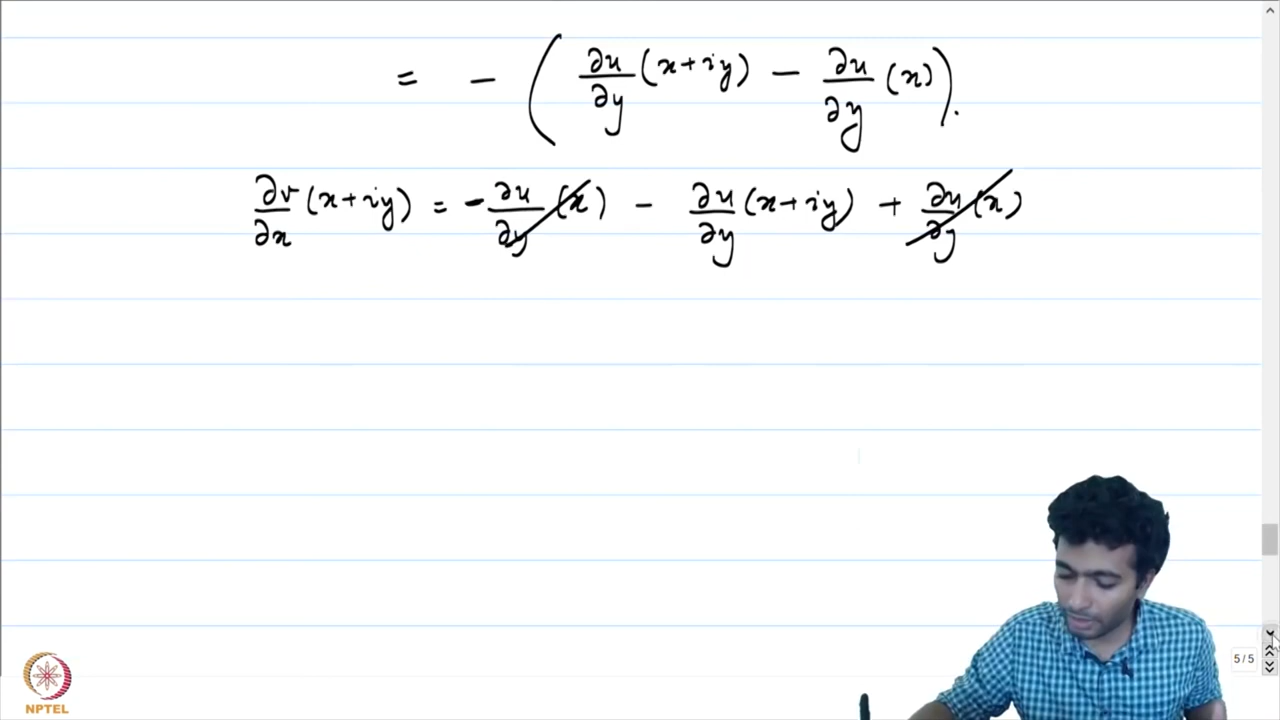 = - ( ∂u/∂y (x+iy) - ∂u/∂y (x) ).
∂v/∂x (x+iy) = - ∂u/∂y (x) - ∂u/∂y (x+iy) + ∂u/∂y (x)
5 / 5
NPTEL